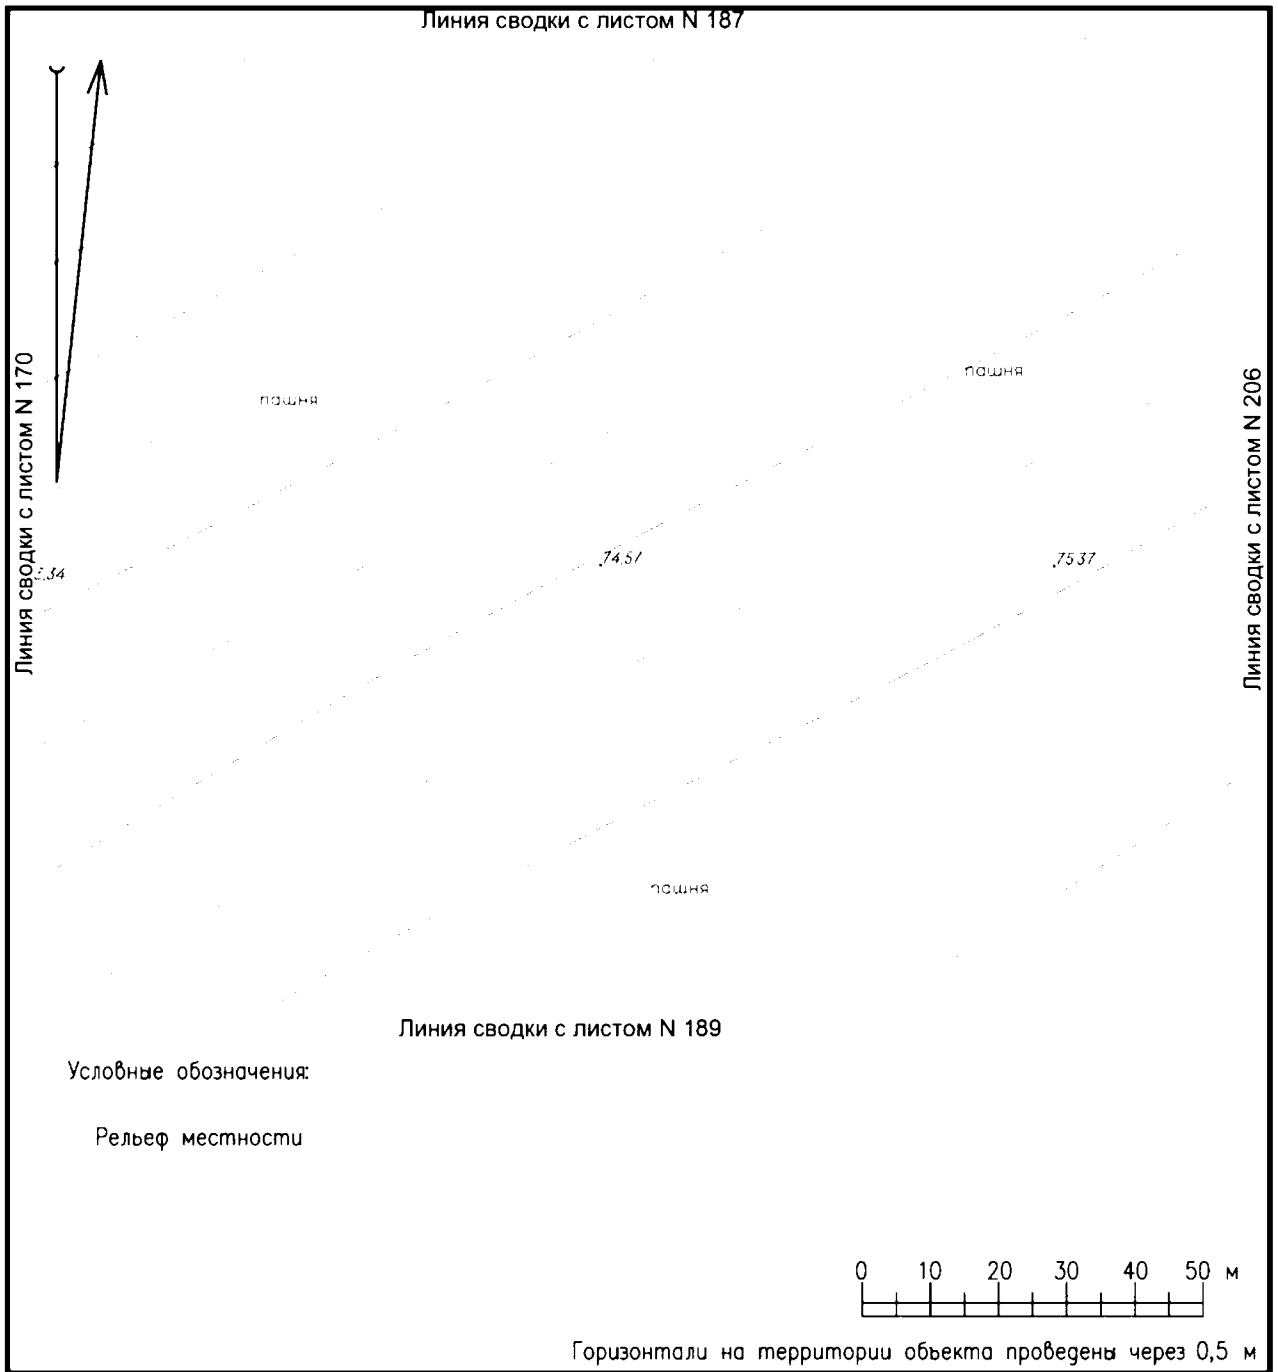 Линия сводки с листом N 187
Линия сводки с листом N 170
пашня
пашня
Линия сводки с листом N 206
74,51
75,37
пашня
Линия сводки с листом N 189
Условные обозначения:
Рельеф местности
0 10 20 30 40 50 м
Горизонтали на территории объекта проведены через 0,5 м